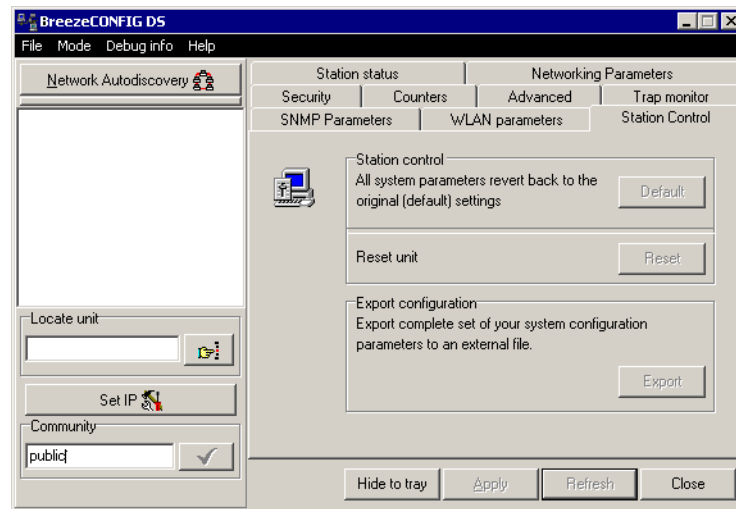 BreezeCONFIG DS
File Mode Debug info Help
Network Autodiscovery
Locate unit
Set IP
Community
public
Station status Networking Parameters
Security Counters Advanced Trap monitor
SNMP Parameters WLAN parameters Station Control
Station control
All system parameters revert back to the
original (default) settings
Default
Reset unit
Reset
Export configuration
Export complete set of your system configuration
parameters to an external file.
Export
Hide to tray Apply Refresh Close